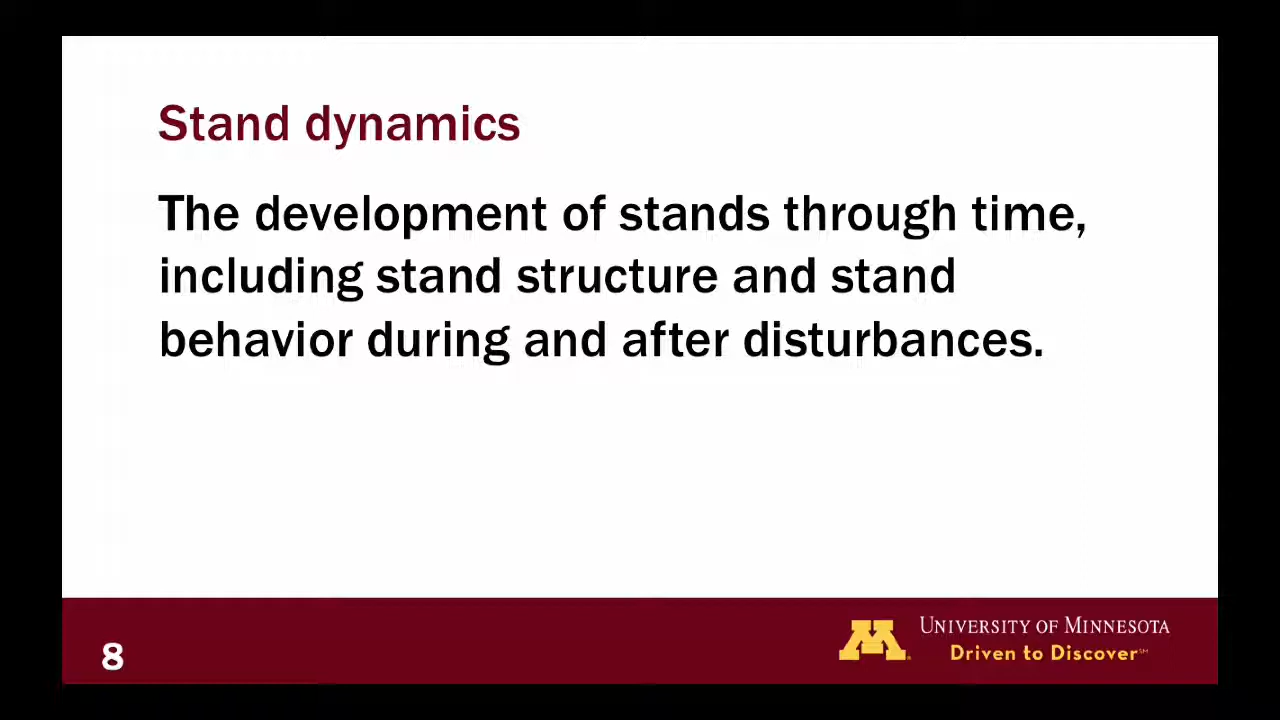 Stand dynamics
The development of stands through time,
including stand structure and stand
behavior during and after disturbances.
8
UNIVERSITY OF MINNESOTA
Driven to Discover℠